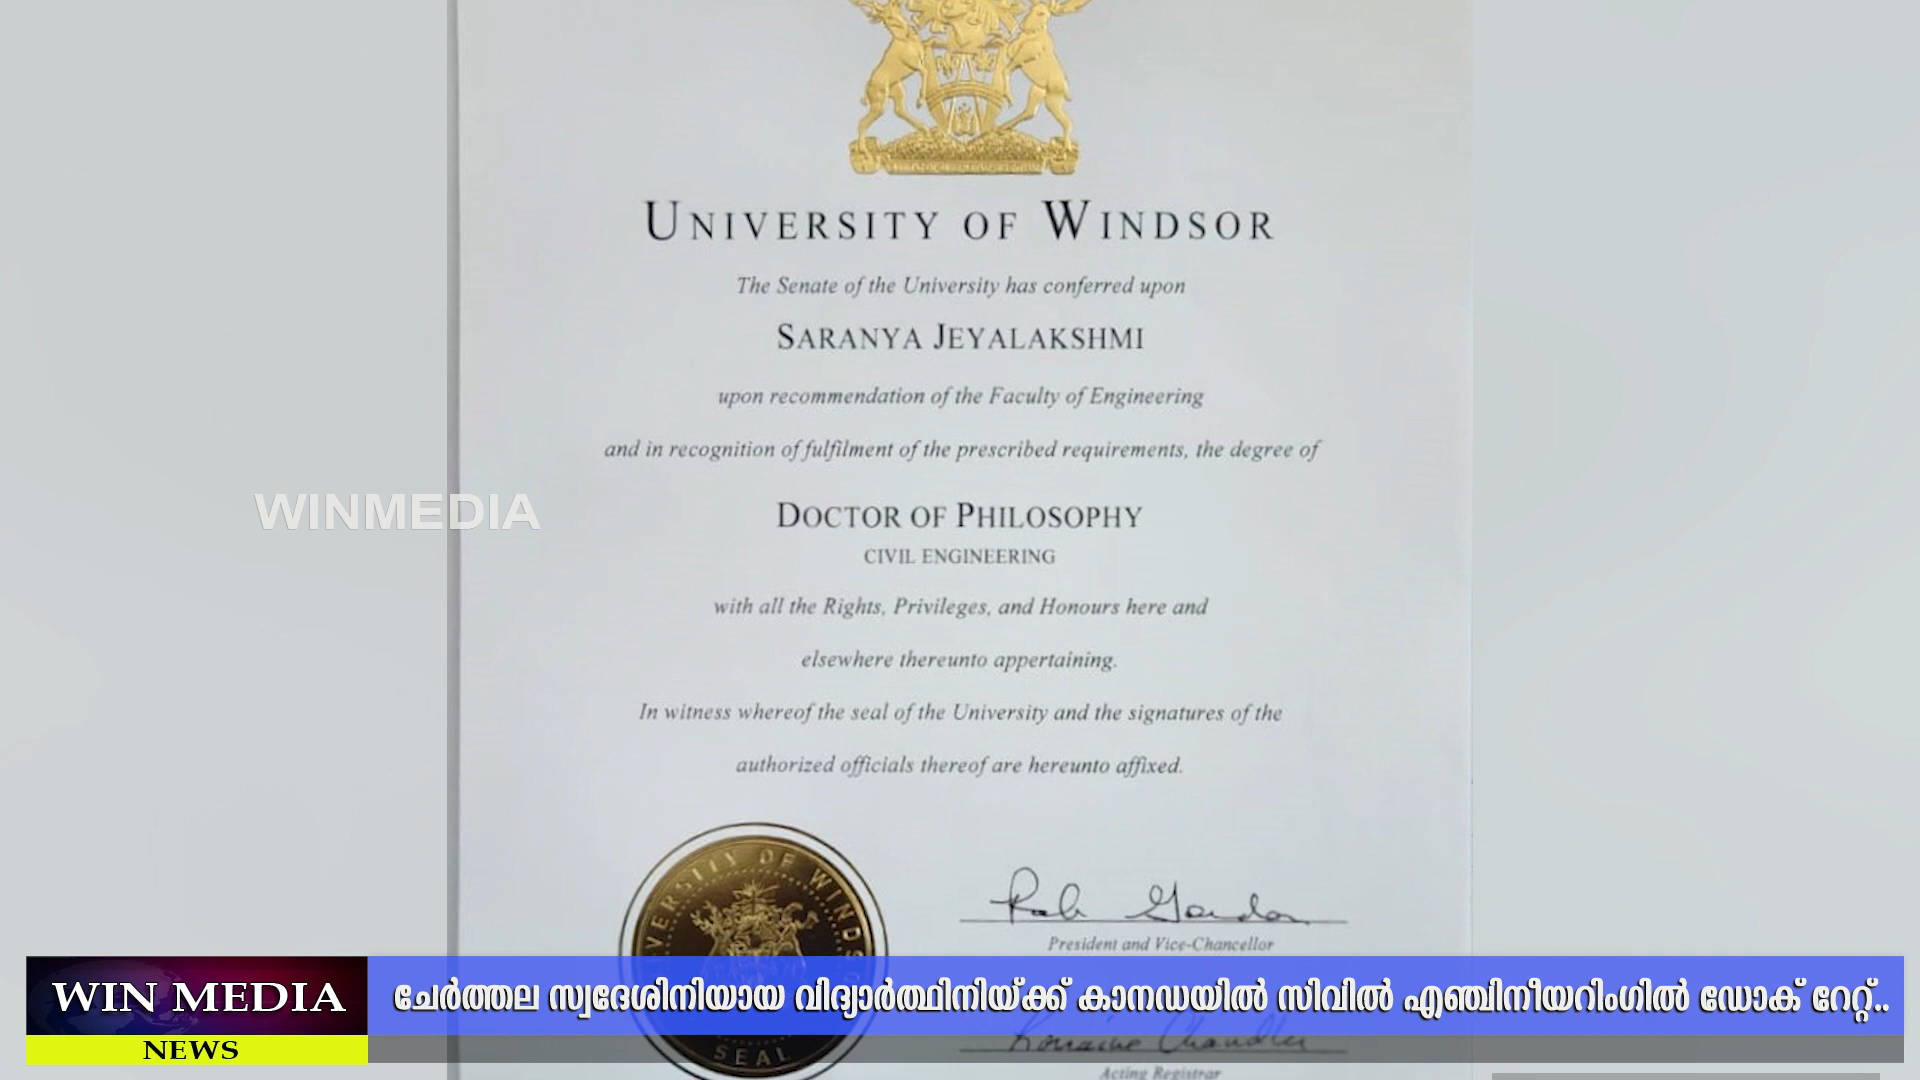 UNIVERSITY OF WINDSOR
The Senate of the University has conferred upon
SARANYA JEYALAKSHMI
upon recommendation of the Faculty of Engineering
and in recognition of fulfilment of the prescribed requirements, the degree of
WINMEDIA
DOCTOR OF PHILOSOPHY
CIVIL ENGINEERING
with all the Rights, Privileges, and Honours here and
elsewhere thereunto appertaining.
In witness whereof the seal of the University and the signatures of the
authorized officials thereof are hereunto affixed.
UNIVERSITY OF WINDSOR
SEAL
President and Vice-Chancellor
WIN MEDIA
NEWS
ചേർത്തല സ്വദേശിനിയായ വിദ്യാർത്ഥിനിയ്ക്ക് കാനഡയിൽ സിവിൽ എഞ്ചിനീയറിംഗിൽ ഡോക് റേറ്റ്..
Acting Registrar